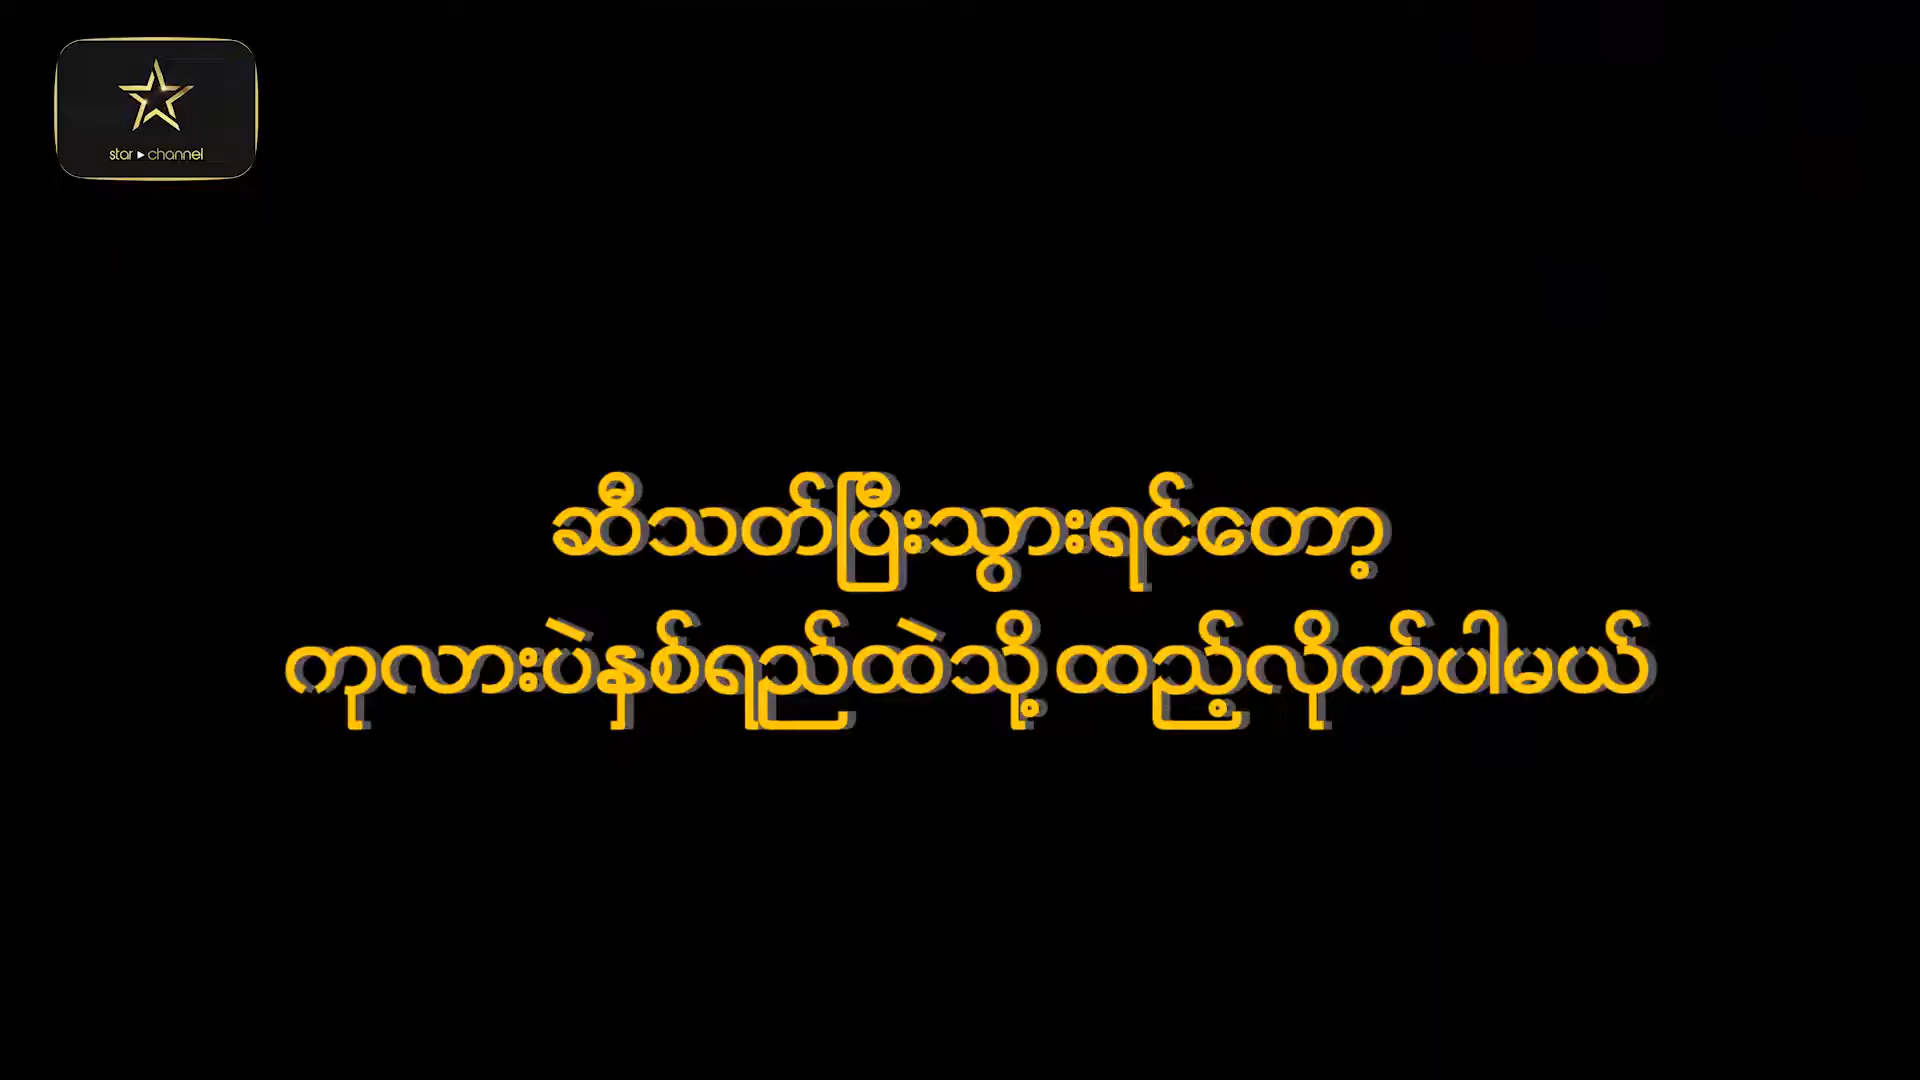 star channel
ဆီသတ်ပြီးသွားရင်တော့
ကုလားပဲနှစ်ရည်ထဲသို့ ထည့်လိုက်ပါမယ်